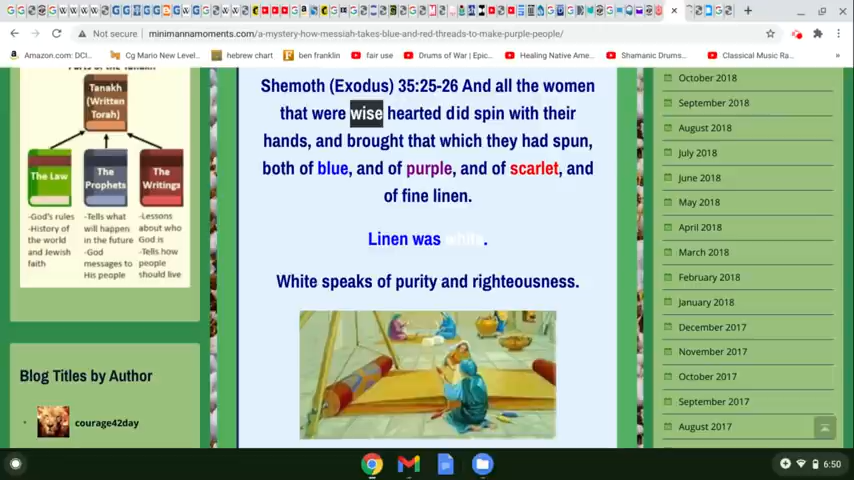 Not secure | minimannamoments.com/a-mystery-how-messiah-takes-blue-and-red-threads-to-make-purple-people/
Amazon.com: DCI... Cg Mario New Level... hebrew chart ben franklin fair use Drums of War | Epic... Healing Native Ame... Shamanic Drums... Classical Music Ra...
Tanakh
(Written
Torah)
The Law
The
Prophets
The
Writings
-God's rules
-History of
the world
and Jewish
faith
-Tells what
will happen
in the future
-God
messages to
His people
-Lessons
about who
God is
-Tells how
people
should live
Blog Titles by Author
courage42day
Shemoth (Exodus) 35:25-26 And all the women
that were wise hearted did spin with their
hands, and brought that which they had spun,
both of blue, and of purple, and of scarlet, and
of fine linen.
Linen was white.
White speaks of purity and righteousness.
October 2018
September 2018
August 2018
July 2018
June 2018
May 2018
April 2018
March 2018
February 2018
January 2018
December 2017
November 2017
October 2017
September 2017
August 2017
6:50